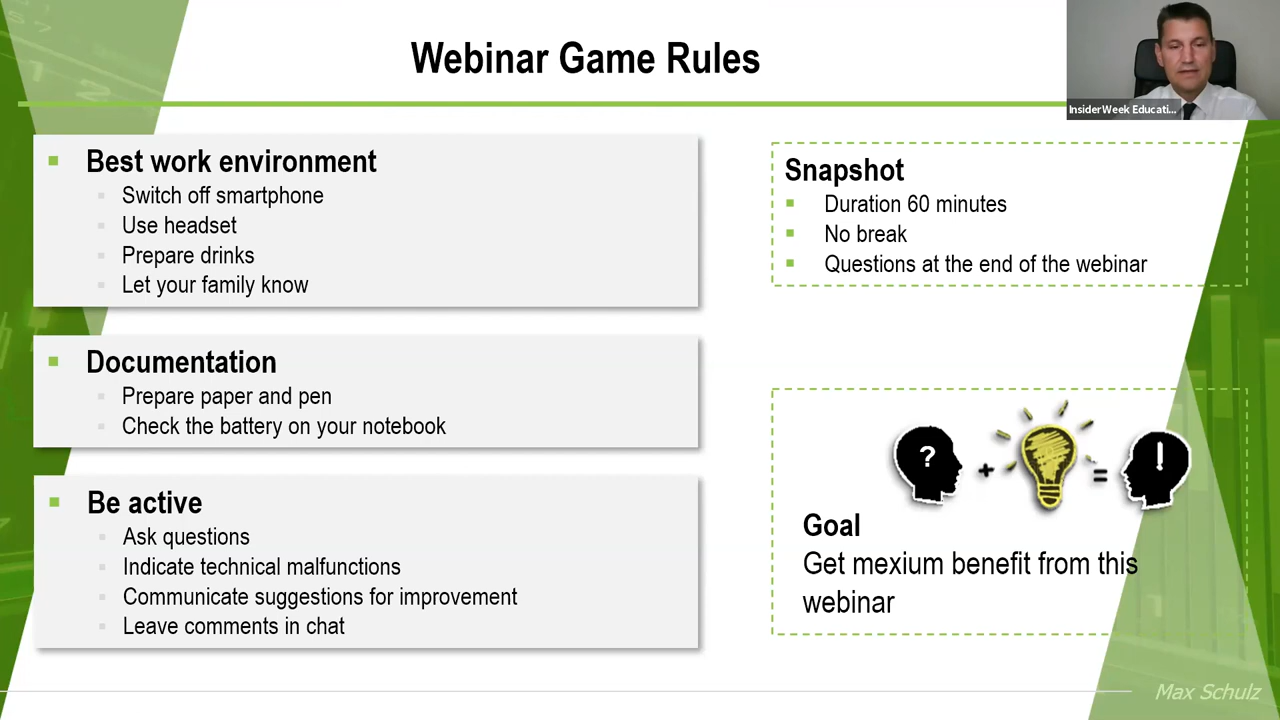 Webinar Game Rules
InsiderWeek Educati...
Best work environment
Switch off smartphone
Use headset
Prepare drinks
Let your family know
Documentation
Prepare paper and pen
Check the battery on your notebook
Be active
Ask questions
Indicate technical malfunctions
Communicate suggestions for improvement
Leave comments in chat
Snapshot
Duration 60 minutes
No break
Questions at the end of the webinar
? + = !
Goal
Get mexium benefit from this
webinar
Max Schulz